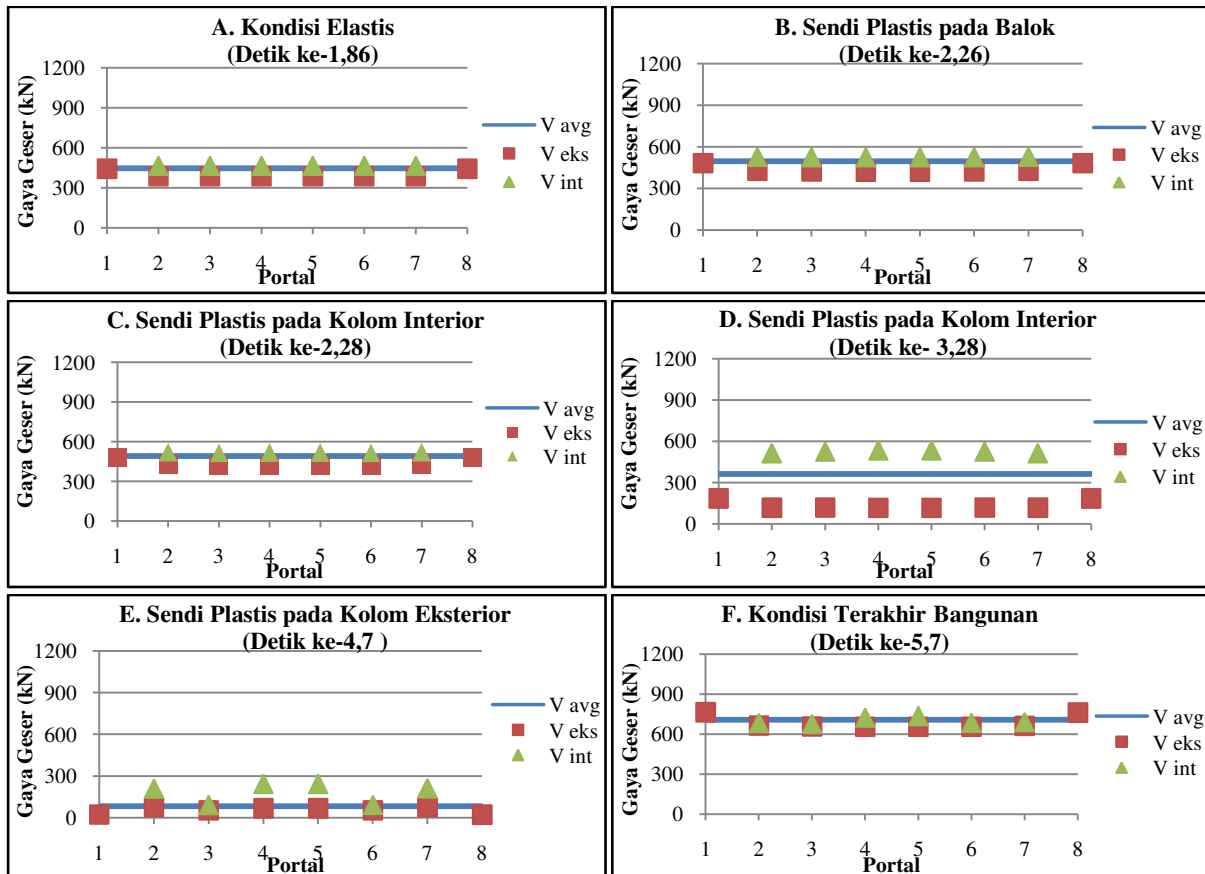 A. Kondisi Elastis
(Detik ke-1,86)
Gaya Geser (kN)
1200
900
600
300
0
1 2 3 4 5 6 7 8
Portal
V avg
V eks
V int
B. Sendi Plastis pada Balok
(Detik ke-2,26)
Gaya Geser (kN)
1200
900
600
300
0
1 2 3 4 5 6 7 8
Portal
V avg
V eks
V int
C. Sendi Plastis pada Kolom Interior
(Detik ke-2,28)
Gaya Geser (kN)
1200
900
600
300
0
1 2 3 4 5 6 7 8
Portal
V avg
V eks
V int
D. Sendi Plastis pada Kolom Interior
(Detik ke- 3,28)
Gaya Geser (kN)
1200
900
600
300
0
1 2 3 4 5 6 7 8
Portal
V avg
V eks
V int
E. Sendi Plastis pada Kolom Eksterior
(Detik ke-4,7 )
Gaya Geser (kN)
1200
900
600
300
0
1 2 3 4 5 6 7 8
Portal
V avg
V eks
V int
F. Kondisi Terakhir Bangunan
(Detik ke-5,7)
Gaya Geser (kN)
1200
900
600
300
0
1 2 3 4 5 6 7 8
Portal
V avg
V eks
V int